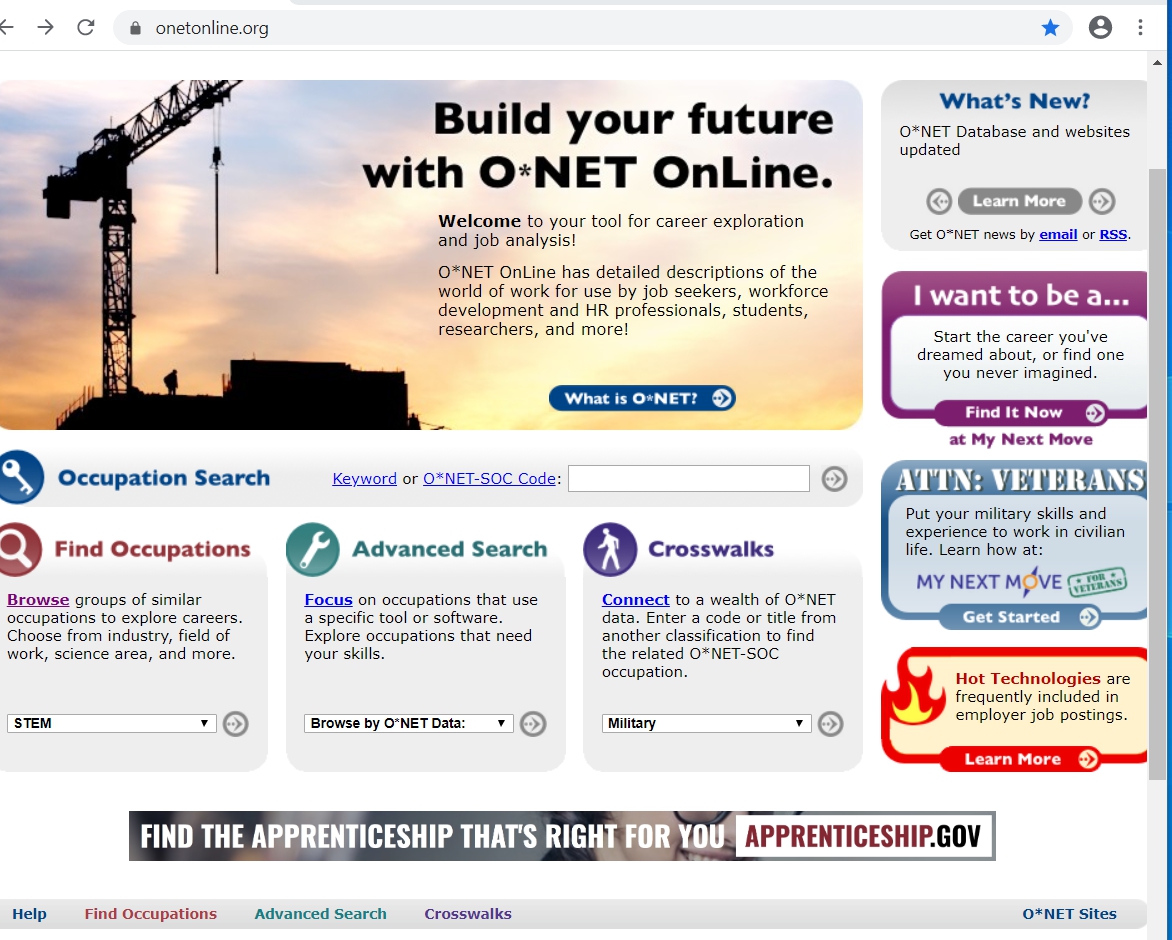 onetonline.org
Build your future
with O*NET OnLine.
Welcome to your tool for career exploration
and job analysis!
O*NET OnLine has detailed descriptions of the
world of work for use by job seekers, workforce
development and HR professionals, students,
researchers, and more!
What is O*NET?
What's New?
O*NET Database and websites
updated
Learn More
Get O*NET news by email or RSS.
I want to be a...
Start the career you've
dreamed about, or find one
you never imagined.
Find It Now
at My Next Move
Occupation Search
Keyword or O*NET-SOC Code:
ATTN: VETERANS
Put your military skills and
experience to work in civilian
life. Learn how at:
MY NEXT MOVE
FOR
VETERANS
Get Started
Find Occupations
Browse groups of similar
occupations to explore careers.
Choose from industry, field of
work, science area, and more.
STEM
Advanced Search
Focus on occupations that use
a specific tool or software.
Explore occupations that need
your skills.
Browse by O*NET Data:
Crosswalks
Connect to a wealth of O*NET
data. Enter a code or title from
another classification to find
the related O*NET-SOC
occupation.
Military
Hot Technologies are
frequently included in
employer job postings.
Learn More
FIND THE APPRENTICESHIP THAT'S RIGHT FOR YOU APPRENTICESHIP.GOV
Help Find Occupations Advanced Search Crosswalks O*NET Sites